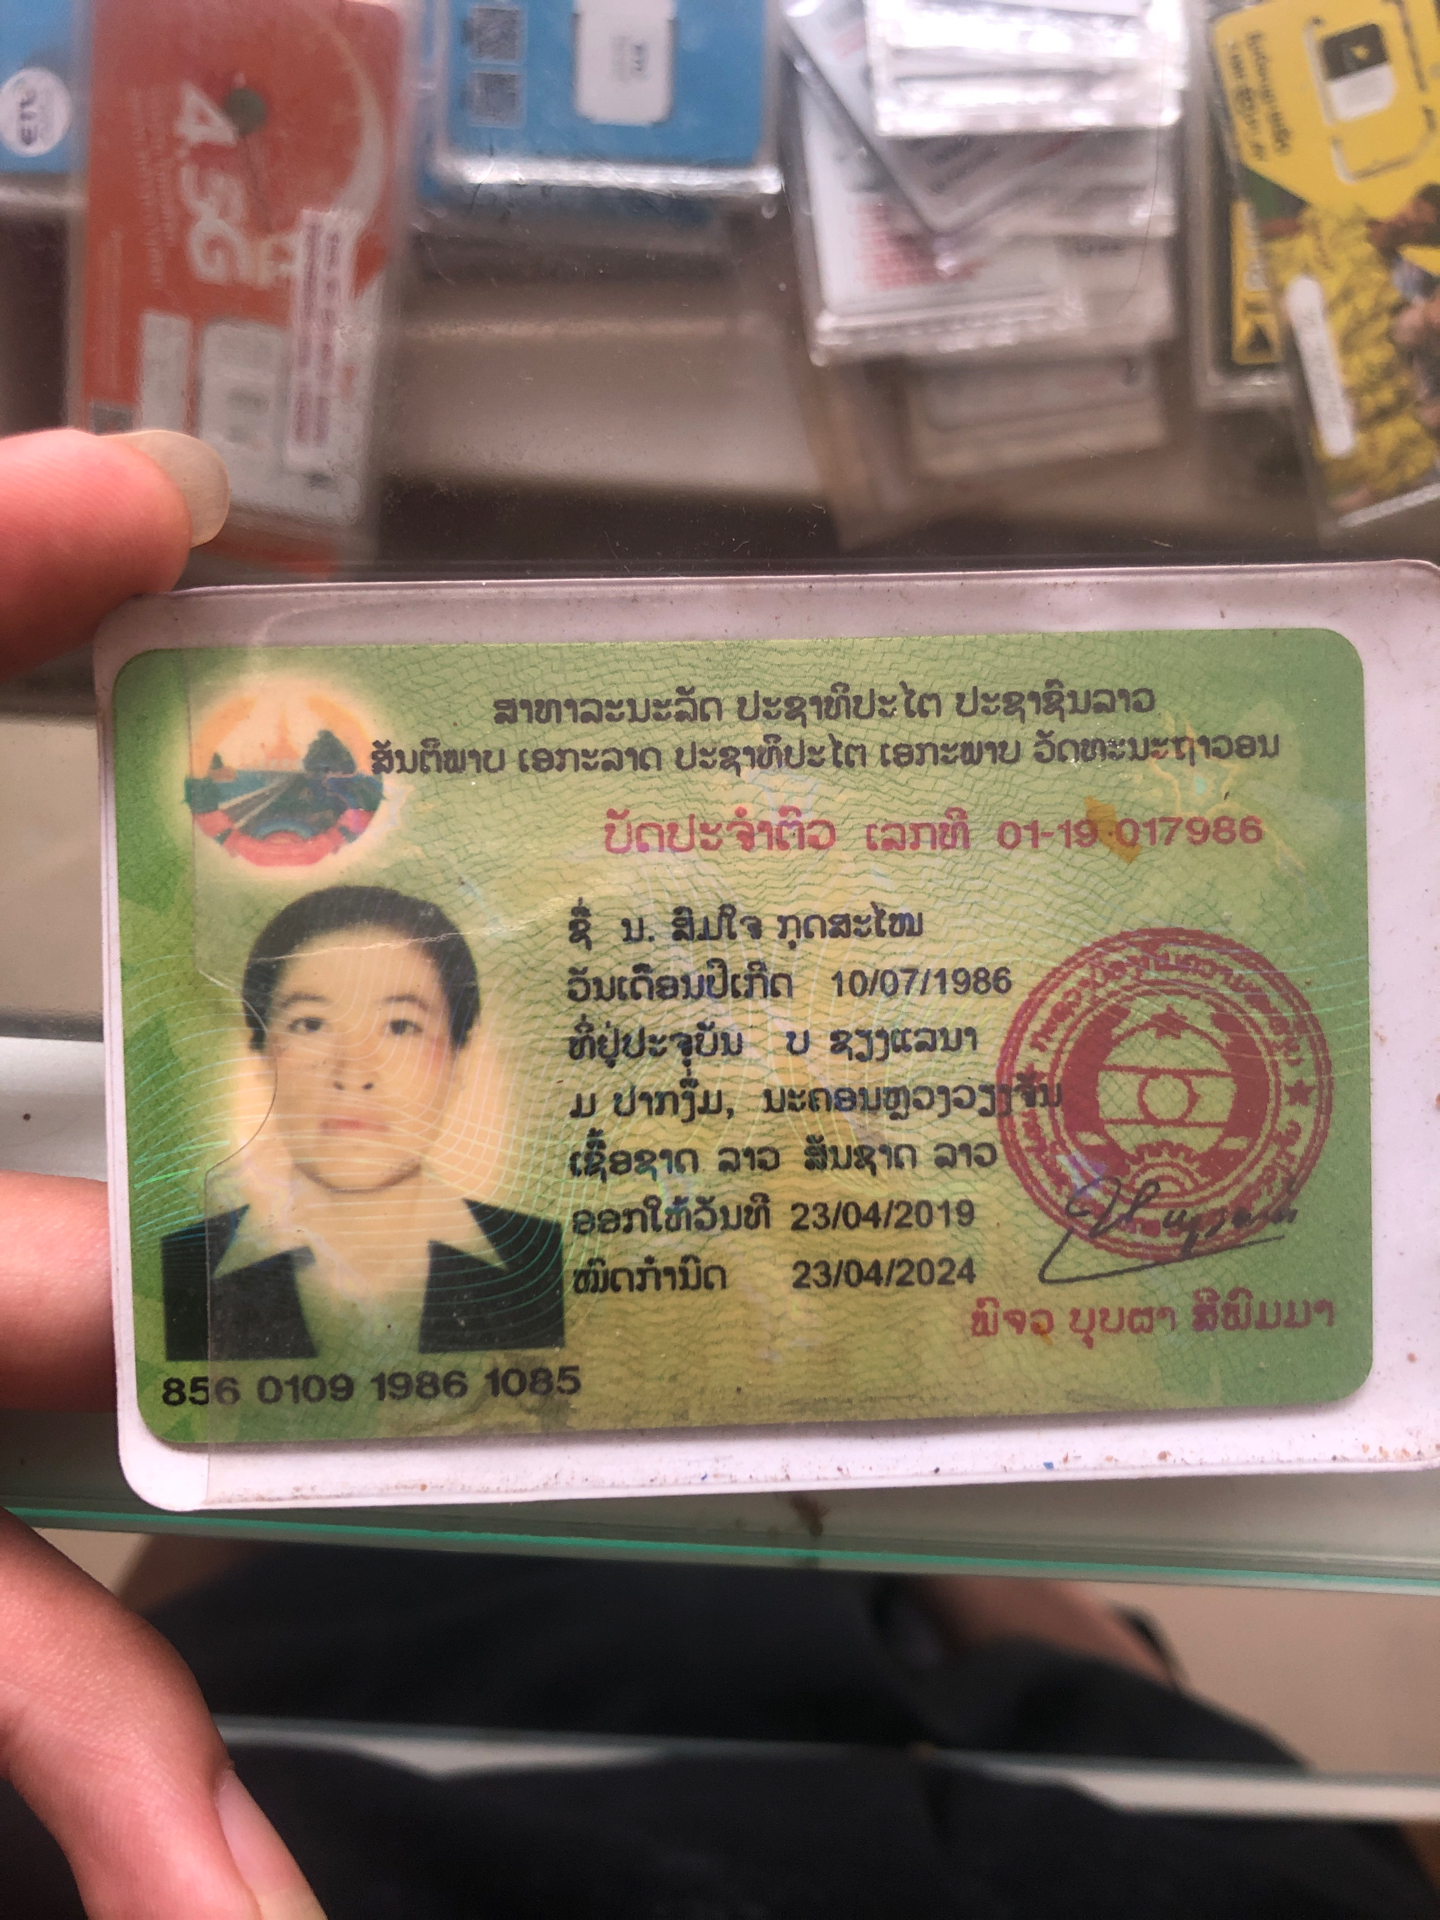 4.5G
ສາທາລະນະລັດ ປະຊາທິປະໄຕ ປະຊາຊົນລາວ
ສັນຕິພາບ ເອກະລາດ ປະຊາທິປະໄຕ ເອກະພາບ ວັດທະນະຖາວອນ
ບັດປະຈຳຕົວ ເລກທີ 01-19-017986
ຊື່ ນ. ສົມໃຈ ກຸດສະໄໝ
ວັນເດືອນປີເກີດ 10/07/1986
ທີ່ຢູ່ປະຈຸບັນ ບ ຊຽງແລນາ
ມ ປາກງື່ມ, ນະຄອນຫຼວງວຽງຈັນ
ເຊື້ອຊາດ ລາວ ສັນຊາດ ລາວ
ອອກໃຫ້ວັນທີ 23/04/2019
ໝົດກຳນົດ 23/04/2024
ພົຈວ ບຸບຜາ ສີພິມມາ
856 0109 1986 1085